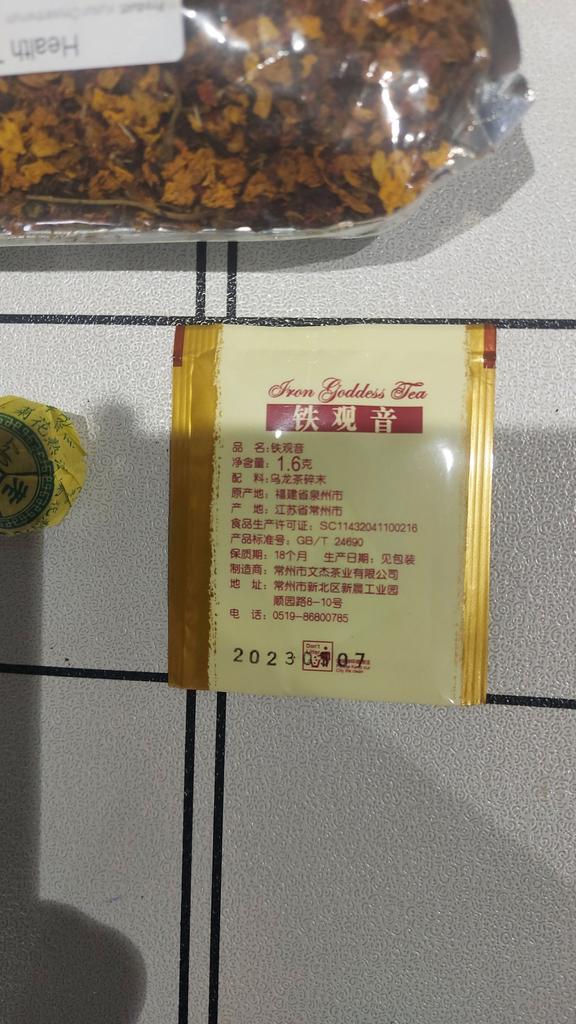 Health
Iron Goddess Tea
铁观音
品 名:铁观音
净含量: 1.6克
配 料:乌龙茶碎末
原产地: 福建省泉州市
产 地: 江苏省常州市
食品生产许可证: SC11432041100216
产品标准号: GB/T 24690
保质期: 18个月 生产日期: 见包装
制造商: 常州市文杰茶业有限公司
地 址: 常州市新北区新晨工业园
顺园路8-10号
电 话: 0519-86800785
Don't
2023 07